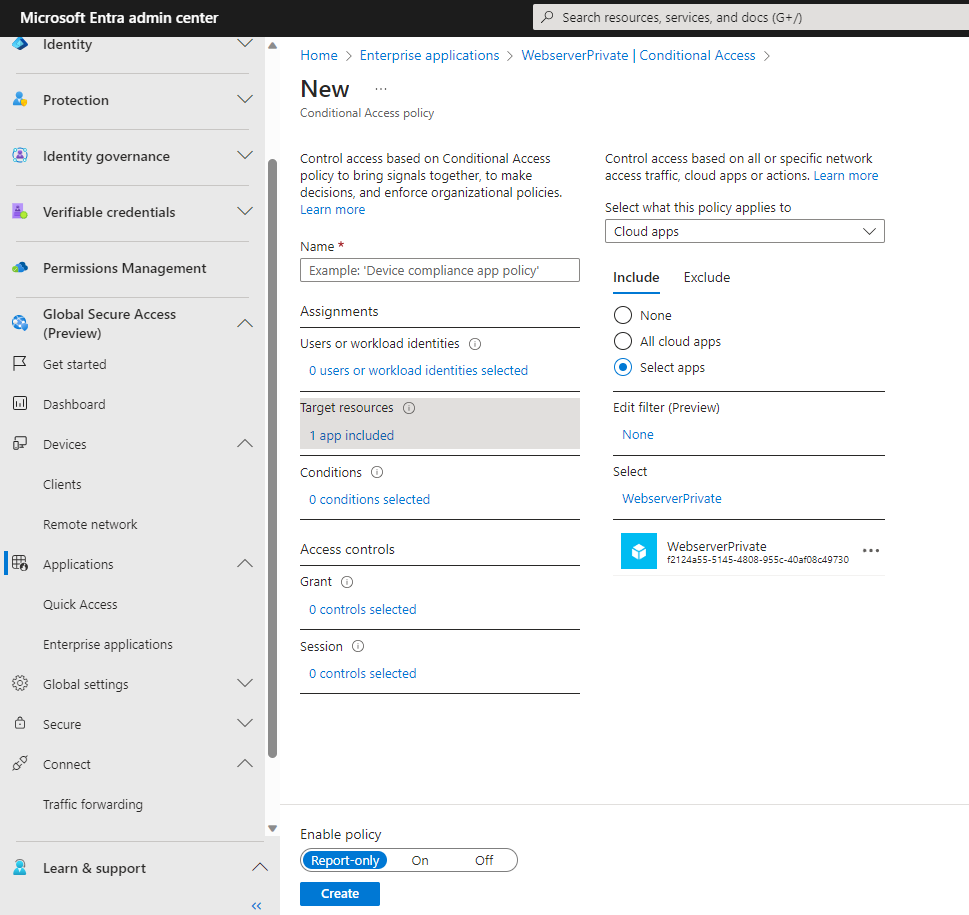 Microsoft Entra admin center
Search resources, services, and docs (G+/)
Identity
Protection
Identity governance
Verifiable credentials
Permissions Management
Global Secure Access
(Preview)
Get started
Dashboard
Devices
Clients
Remote network
Applications
Quick Access
Enterprise applications
Global settings
Secure
Connect
Traffic forwarding
Learn & support
«
Home > Enterprise applications > WebserverPrivate | Conditional Access >
New ...
Conditional Access policy
Control access based on Conditional Access
policy to bring signals together, to make
decisions, and enforce organizational policies.
Learn more
Name *
Example: 'Device compliance app policy'
Assignments
Users or workload identities
0 users or workload identities selected
Target resources
1 app included
Conditions
0 conditions selected
Access controls
Grant
0 controls selected
Session
0 controls selected
Control access based on all or specific network
access traffic, cloud apps or actions. Learn more
Select what this policy applies to
Cloud apps
Include Exclude
None
All cloud apps
Select apps
Edit filter (Preview)
None
Select
WebserverPrivate
WebserverPrivate
f2124a55-5145-4808-955c-40af08c49730
Enable policy
Report-only On Off
Create